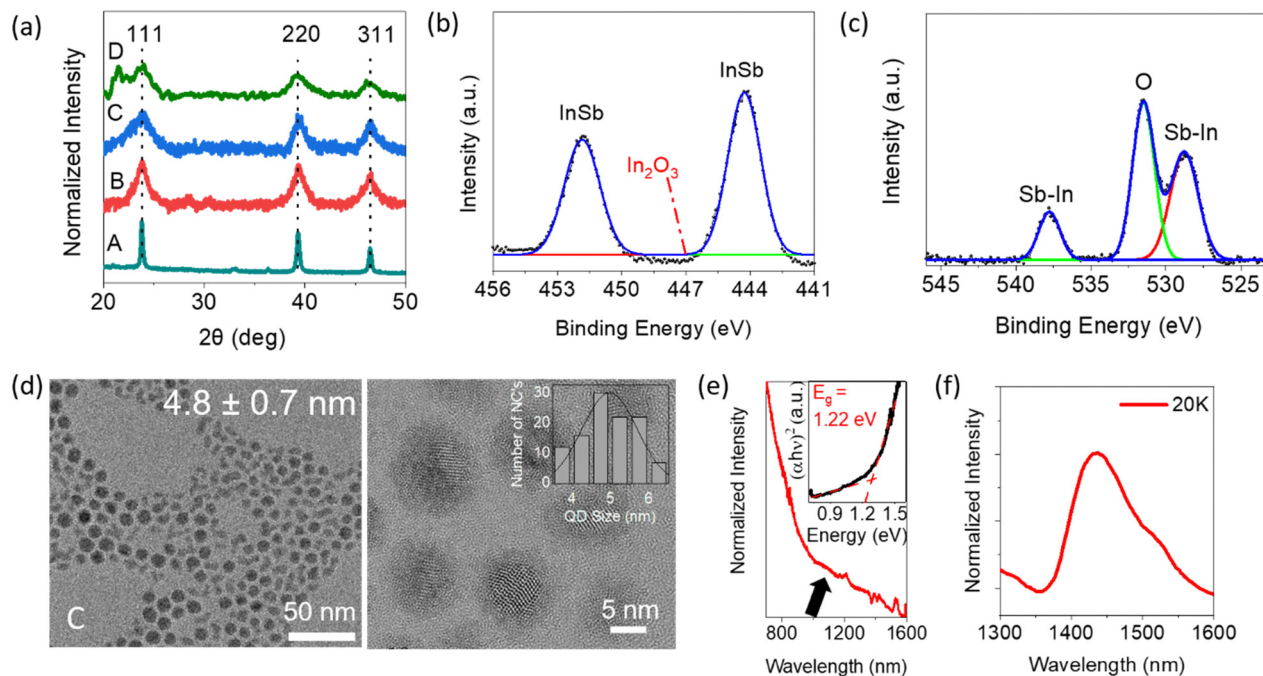 (a)
111 220 311
D
C
B
A
Normalized Intensity
20 30 40 50
2θ (deg)
(b)
InSb
InSb
In₂O₃
Intensity (a.u.)
456 453 450 447 444 441
Binding Energy (eV)
(c)
O
Sb-In
Sb-In
Intensity (a.u.)
545 540 535 530 525
Binding Energy (eV)
(d)
4.8 ± 0.7 nm
C
50 nm
Number of NC's
30
20
10
0
4 5 6
QD Size (nm)
5 nm
(e)
E_g =
1.22 eV
(αhν)² (a.u.)
0.9 1.2 1.5
Energy (eV)
Normalized Intensity
800 1200 1600
Wavelength (nm)
(f)
20K
Normalized Intensity
1300 1400 1500 1600
Wavelength (nm)